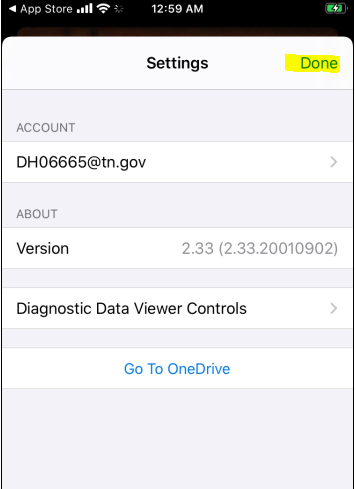 ◀ App Store 12:59 AM
Settings Done
ACCOUNT
DH06665@tn.gov
ABOUT
Version 2.33 (2.33.20010902)
Diagnostic Data Viewer Controls
Go To OneDrive